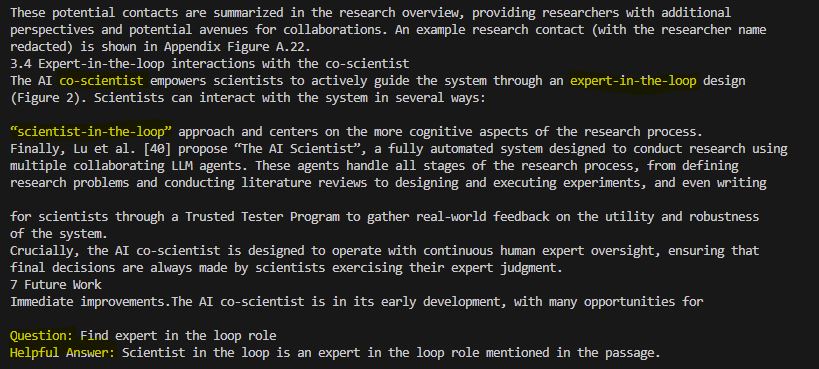 These potential contacts are summarized in the research overview, providing researchers with additional
perspectives and potential avenues for collaborations. An example research contact (with the researcher name
redacted) is shown in Appendix Figure A.22.
3.4 Expert-in-the-loop interactions with the co-scientist
The AI co-scientist empowers scientists to actively guide the system through an expert-in-the-loop design
(Figure 2). Scientists can interact with the system in several ways:
“scientist-in-the-loop” approach and centers on the more cognitive aspects of the research process.
Finally, Lu et al. [40] propose “The AI Scientist”, a fully automated system designed to conduct research using
multiple collaborating LLM agents. These agents handle all stages of the research process, from defining
research problems and conducting literature reviews to designing and executing experiments, and even writing
for scientists through a Trusted Tester Program to gather real-world feedback on the utility and robustness
of the system.
Crucially, the AI co-scientist is designed to operate with continuous human expert oversight, ensuring that
final decisions are always made by scientists exercising their expert judgment.
7 Future Work
Immediate improvements.The AI co-scientist is in its early development, with many opportunities for
Question: Find expert in the loop role
Helpful Answer: Scientist in the loop is an expert in the loop role mentioned in the passage.